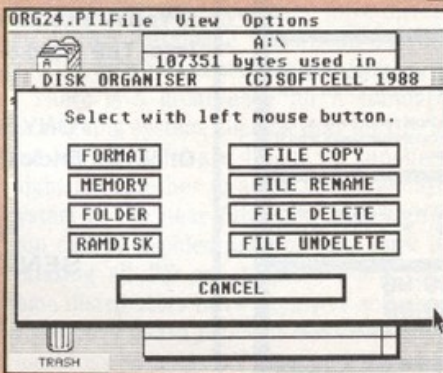 ORG24.PI1File View Options
A:\
A
107351 bytes used in
DISK ORGANISER (C)SOFTCELL 1988
Select with left mouse button.
FORMAT FILE COPY
MEMORY FILE RENAME
FOLDER FILE DELETE
RAMDISK FILE UNDELETE
CANCEL
TRASH